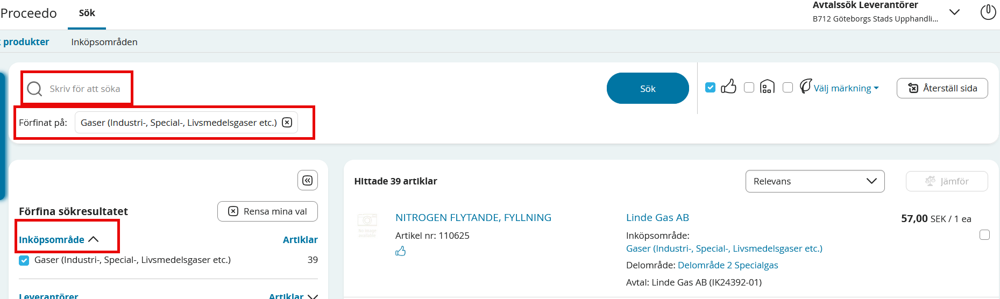 Proceedo
Sök
Avtalssök Leverantörer
B712 Göteborgs Stads Upphandli...
produkter
Inköpsområden
Skriv för att söka
Sök
Välj märkning
Återställ sida
Förfinat på:
Gaser (Industri-, Special-, Livsmedelsgaser etc.)
Förfina sökresultatet
Rensa mina val
Inköpsområde
Artiklar
Gaser (Industri-, Special-, Livsmedelsgaser etc.)
39
Leverantörer
Artiklar
Hittade 39 artiklar
Relevans
Jämför
No image
available
NITROGEN FLYTANDE, FYLLNING
Artikel nr: 110625
Linde Gas AB
Inköpsområde:
Gaser (Industri-, Special-, Livsmedelsgaser etc.)
Delområde: Delområde 2 Specialgas
Avtal: Linde Gas AB (IK24392-01)
57,00 SEK / 1 ea